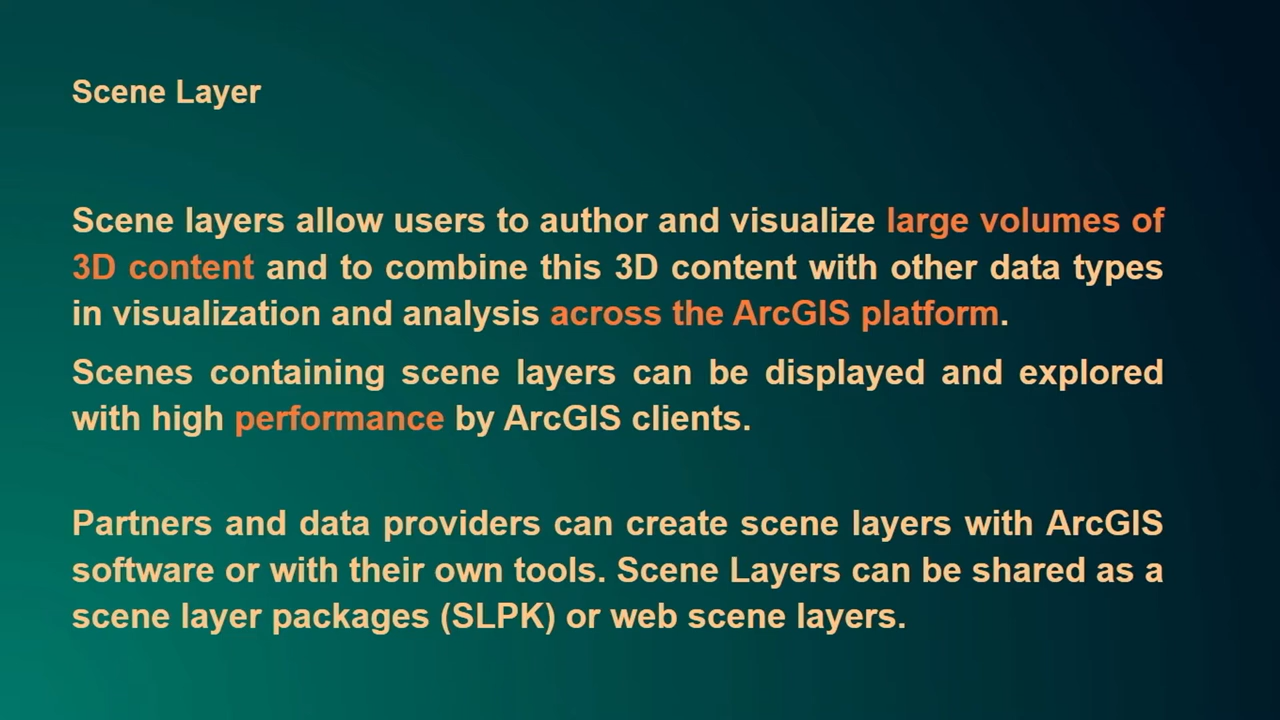 Scene Layer
Scene layers allow users to author and visualize large volumes of
3D content and to combine this 3D content with other data types
in visualization and analysis across the ArcGIS platform.
Scenes containing scene layers can be displayed and explored
with high performance by ArcGIS clients.
Partners and data providers can create scene layers with ArcGIS
software or with their own tools. Scene Layers can be shared as a
scene layer packages (SLPK) or web scene layers.